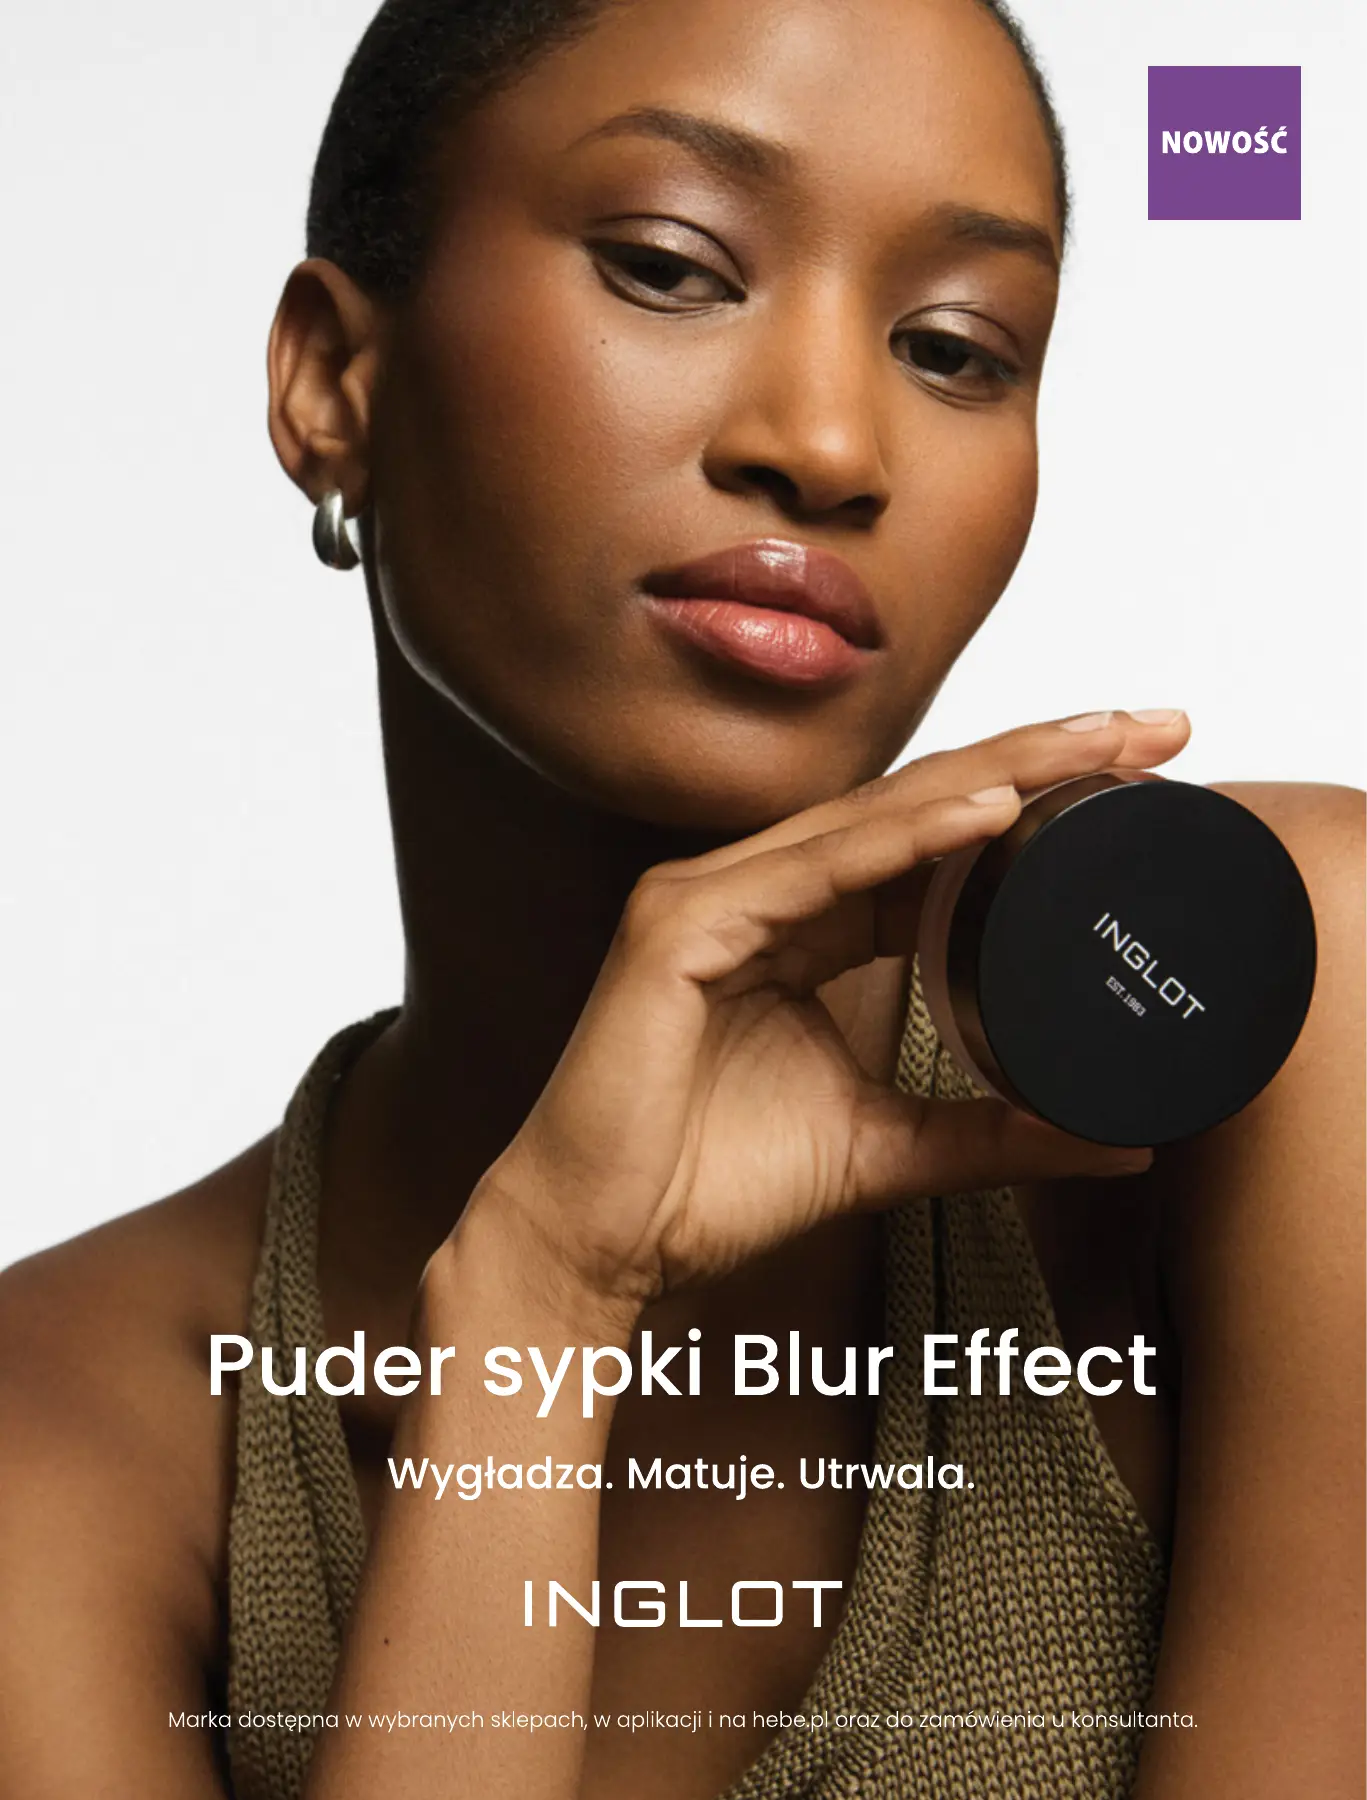 NOWOŚĆ
INGLOT
EST. 1983
Puder sypki Blur Effect
Wygładza. Matuje. Utrwala.
INGLOT
Marka dostępna w wybranych sklepach, w aplikacji i na hebe.pl oraz do zamówienia u konsultanta.